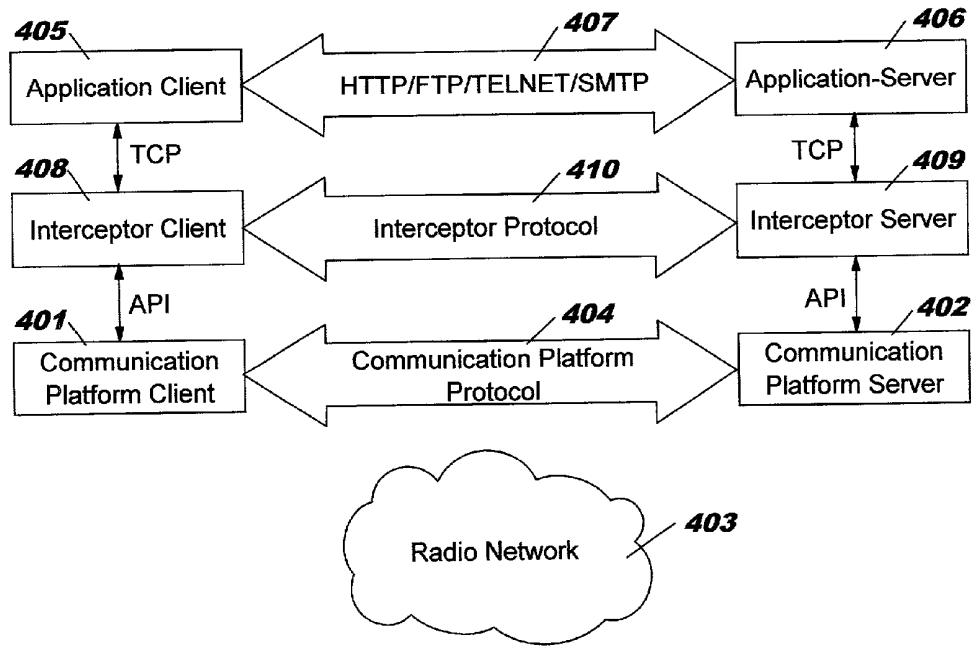 405
407
406
Application Client
HTTP/FTP/TELNET/SMTP
Application-Server
TCP
TCP
408
410
409
Interceptor Client
Interceptor Protocol
Interceptor Server
API
API
401
404
402
Communication
Platform Client
Communication Platform
Protocol
Communication
Platform Server
Radio Network
403